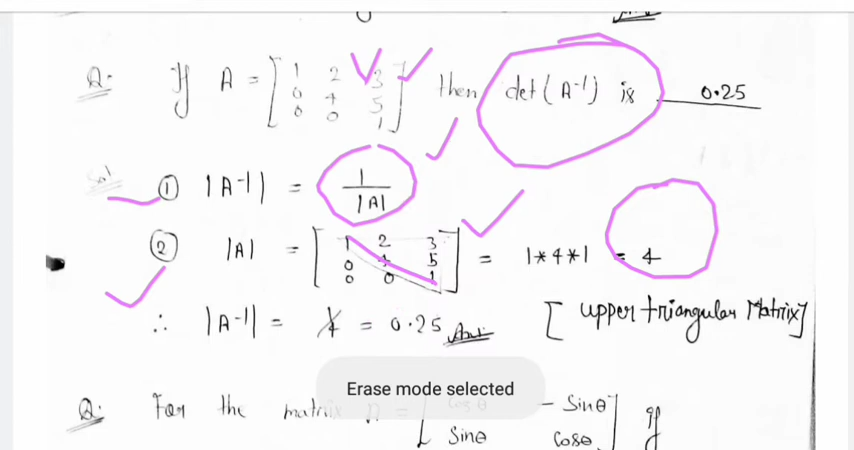 Q:- If A = [1 2 3 0 4 5 0 0 1] then det(A⁻¹) is 0.25
Sol ① |A⁻¹| = 1/|A|
② |A| = [1 2 3 0 4 5 0 0 1] = 1*4*1 = 4
∴ |A⁻¹| = 1/4 = 0.25 Ans [upper triangular Matrix]
Erase mode selected
Q:- For the matrix = [cosθ -sinθ sinθ cosθ] if